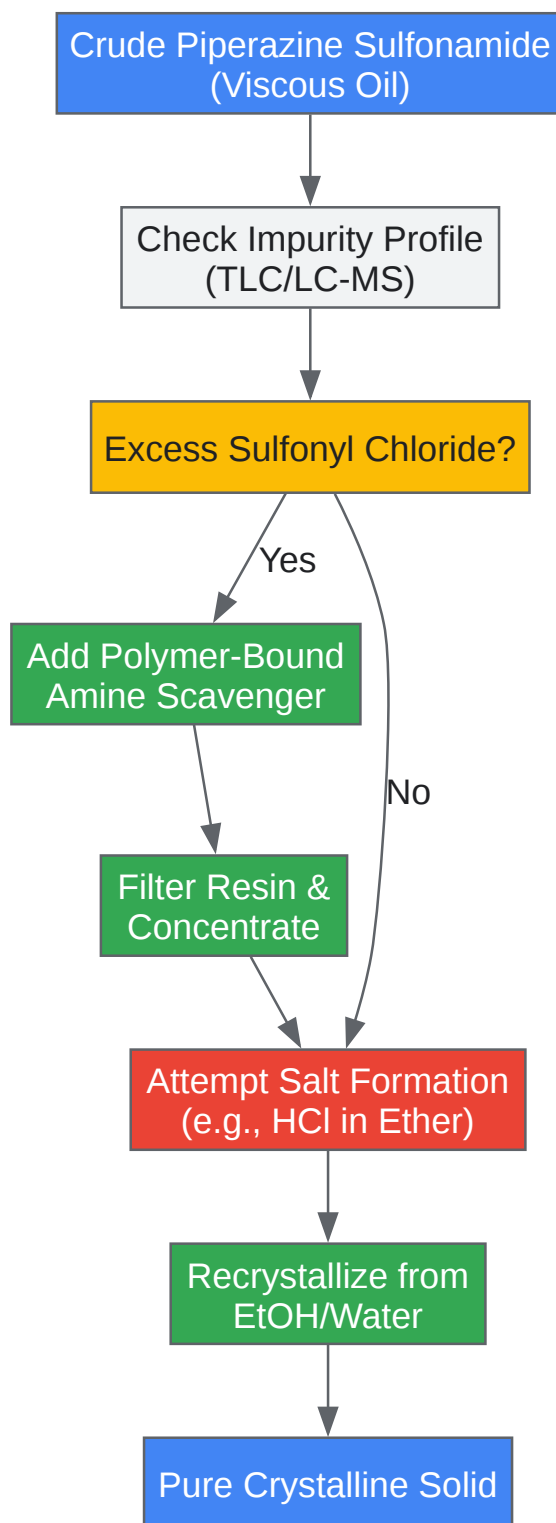 Crude Piperazine Sulfonamide
(Viscous Oil)
Check Impurity Profile
(TLC/LC-MS)
Excess Sulfonyl Chloride?
Yes
Add Polymer-Bound
Amine Scavenger
No
Filter Resin &
Concentrate
Attempt Salt Formation
(e.g., HCl in Ether)
Recrystallize from
EtOH/Water
Pure Crystalline Solid